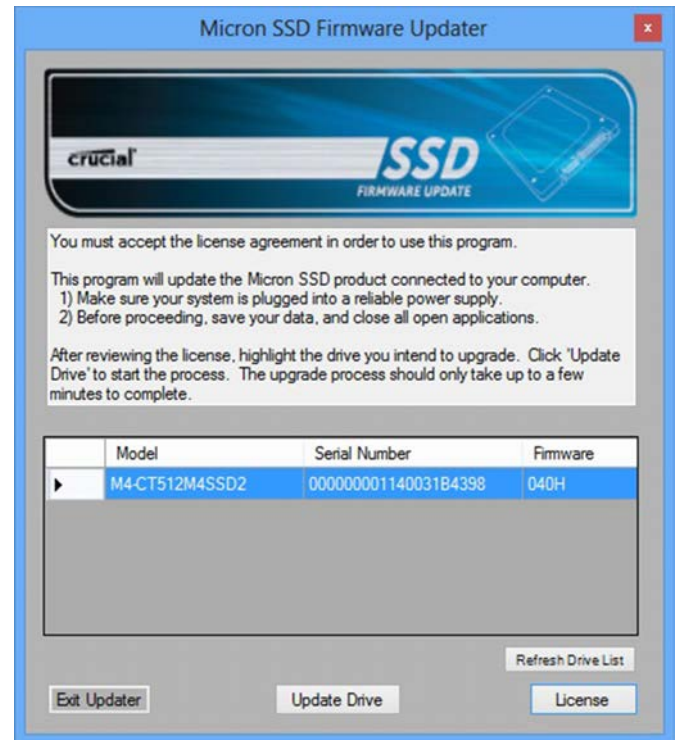 Micron SSD Firmware Updater
x
crucial
SSD
FIRMWARE UPDATE
You must accept the license agreement in order to use this program.
This program will update the Micron SSD product connected to your computer.
1) Make sure your system is plugged into a reliable power supply.
2) Before proceeding, save your data, and close all open applications.
After reviewing the license, highlight the drive you intend to upgrade. Click 'Update
Drive' to start the process. The upgrade process should only take up to a few
minutes to complete.
Model Serial Number Firmware
M4-CT512M4SSD2 000000001140031B4398 040H
Refresh Drive List
Exit Updater Update Drive License